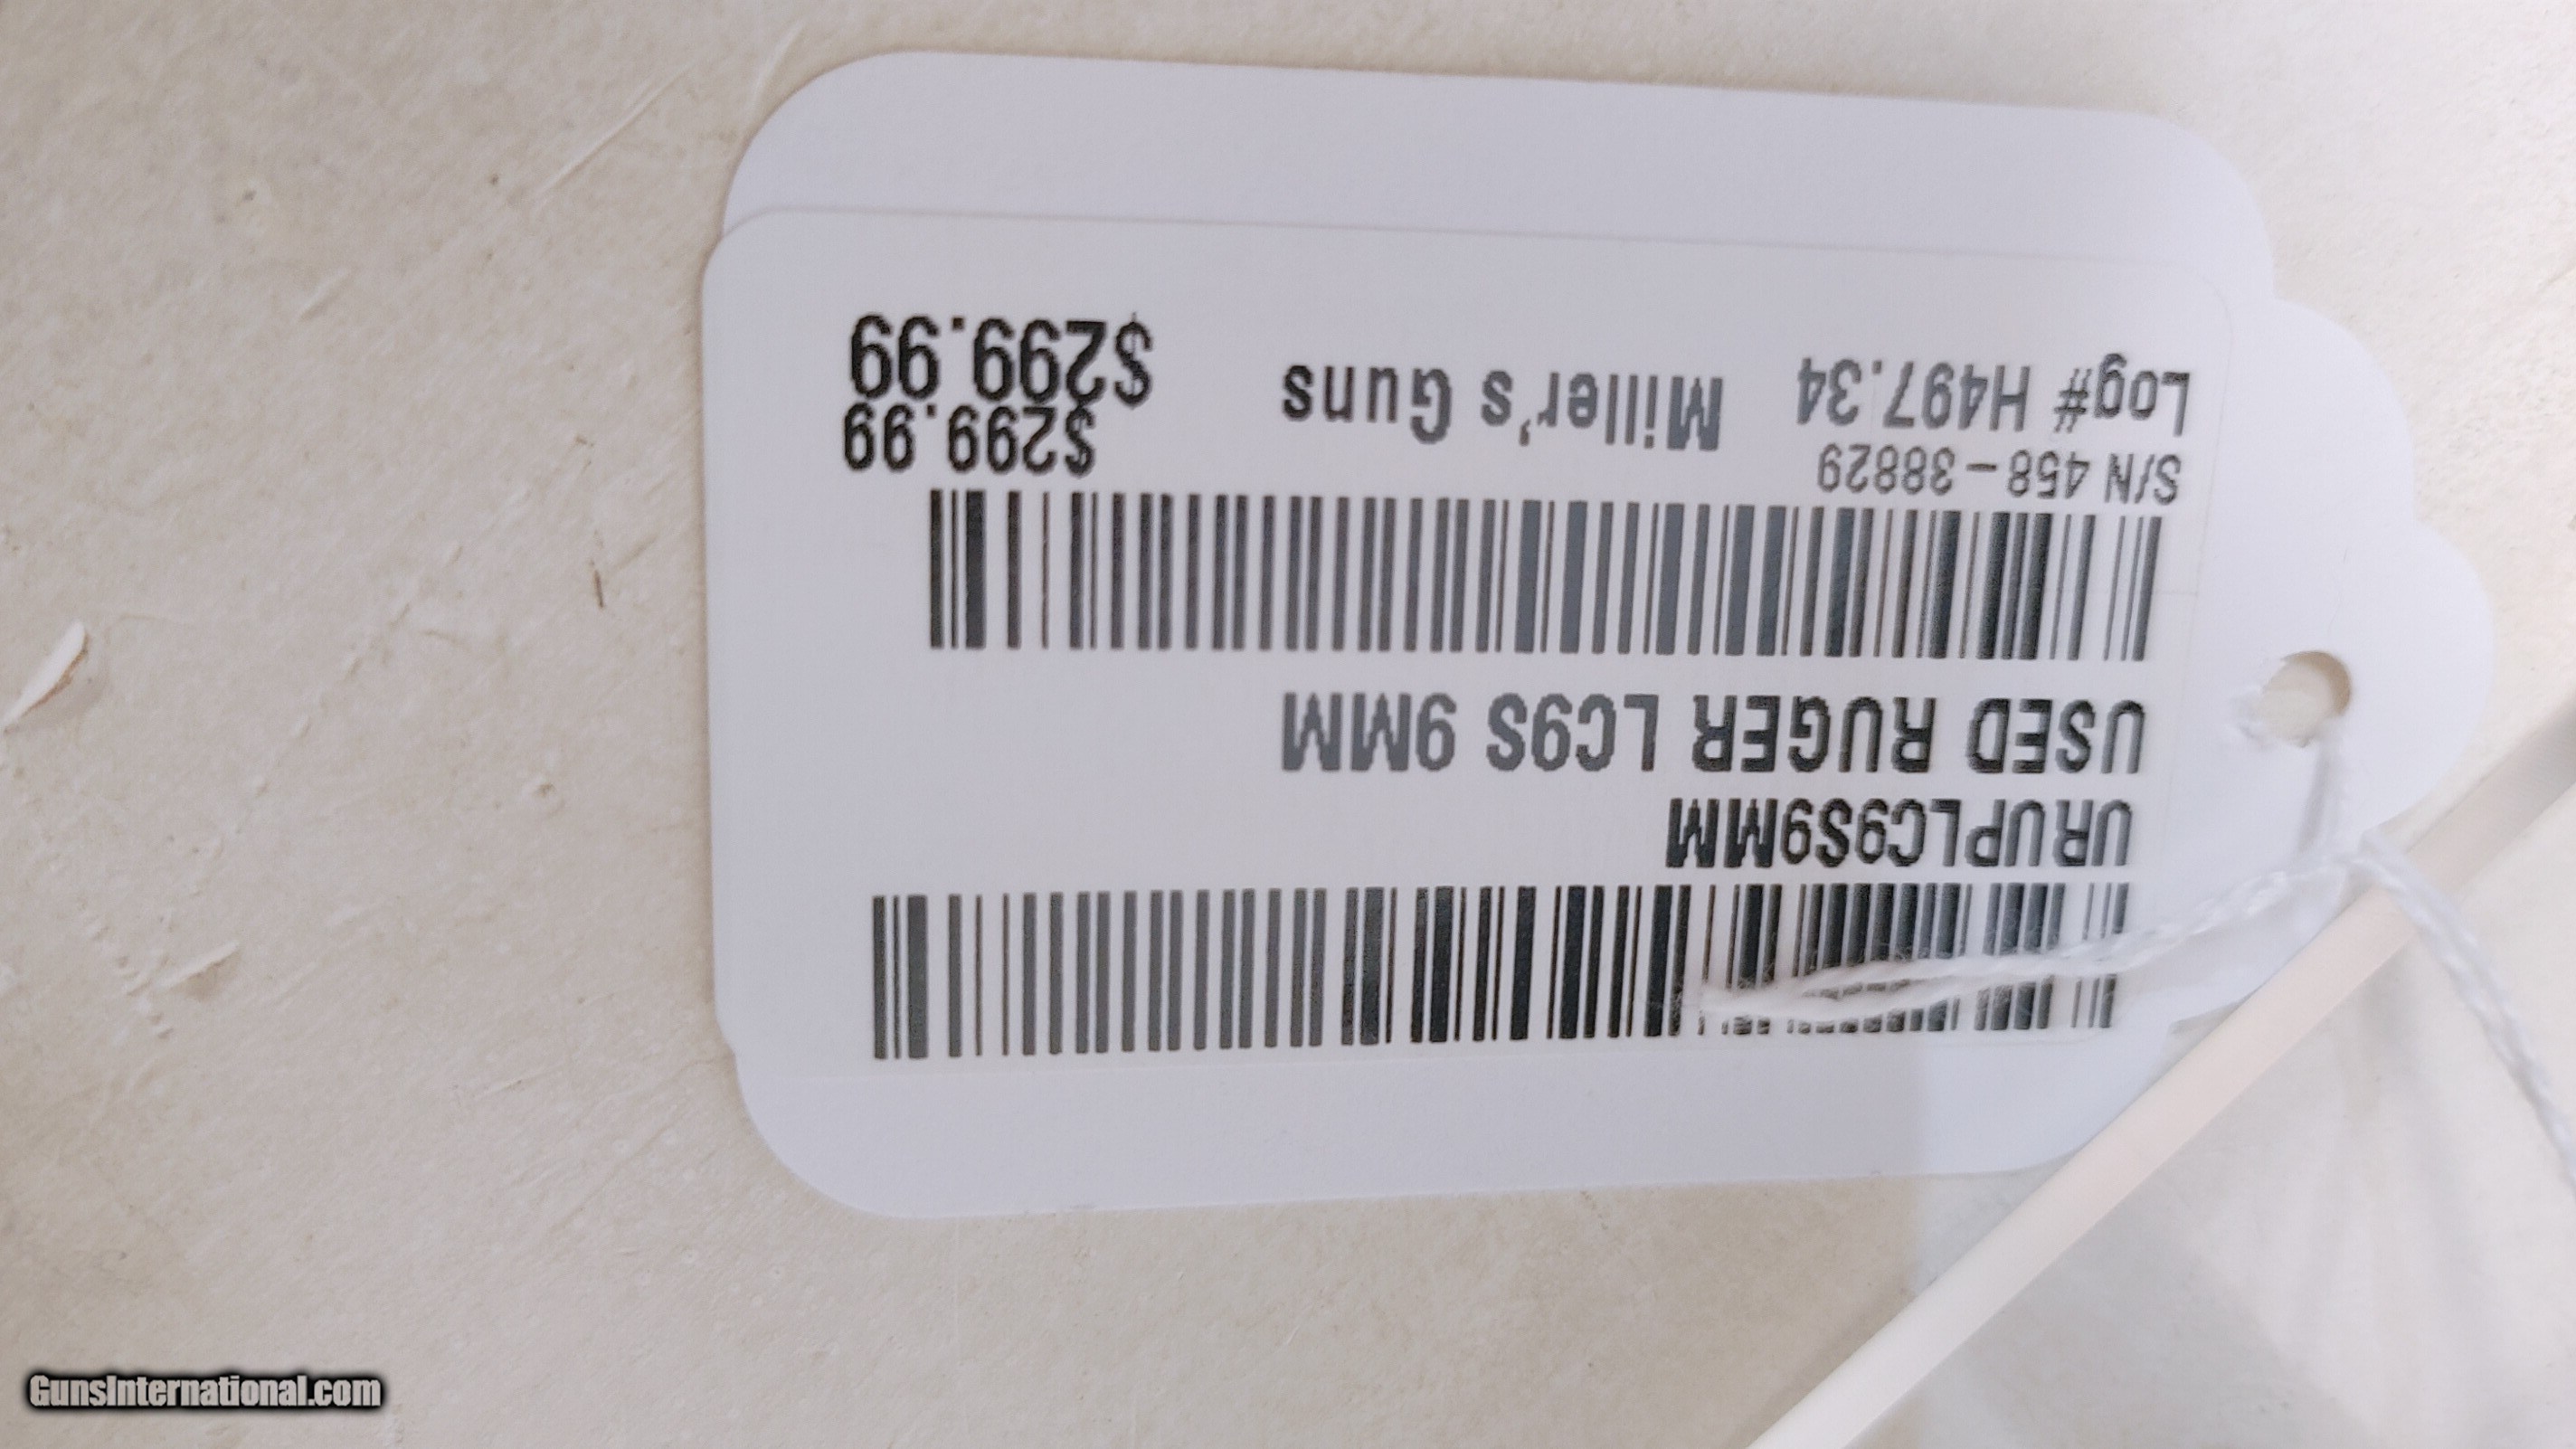 URUPLC9S9MM
USED RUGER LC9S 9MM
S/N 458-38829
$299.99
Log# H497.34 Miller's Guns $299.99
GunsInternational.com